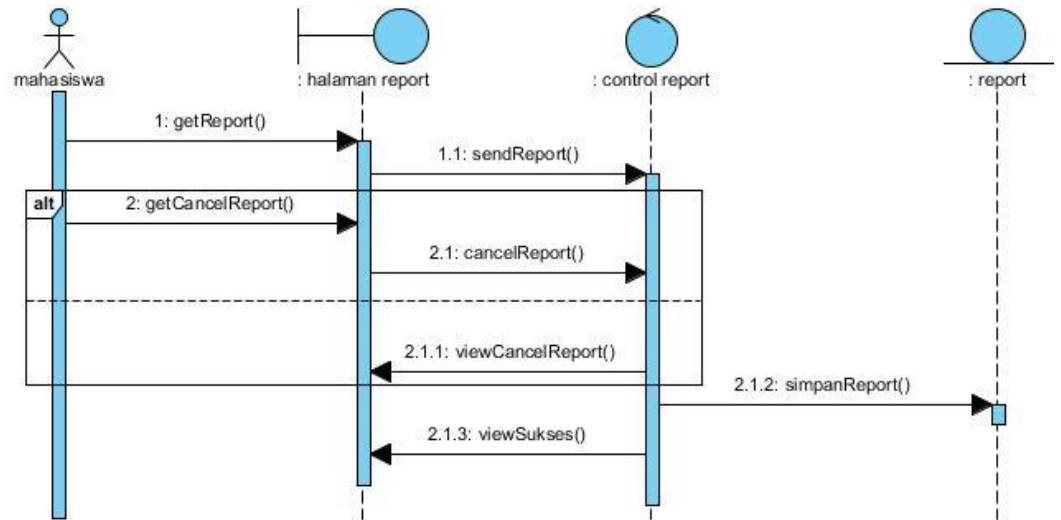 mahasiswa
: halaman report
: control report
: report
1: getReport()
1.1: sendReport()
alt
2: getCancelReport()
2.1: cancelReport()
2.1.1: viewCancelReport()
2.1.2: simpanReport()
2.1.3: viewSukses()